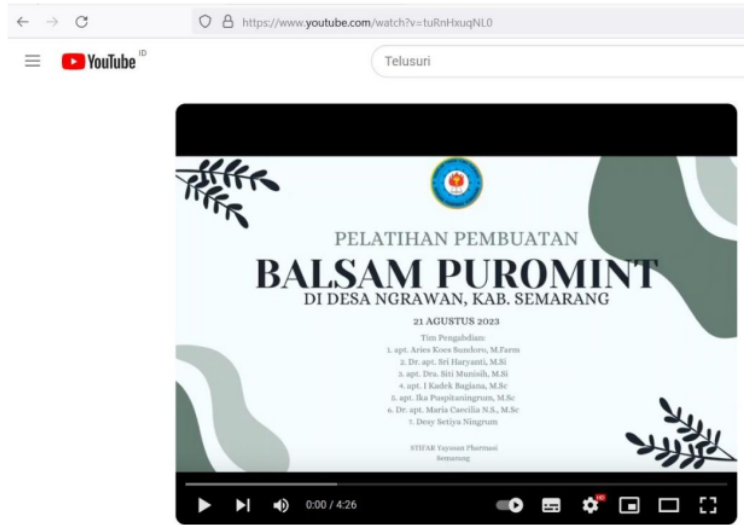 https://www.youtube.com/watch?v=tuRnHxuqNL0
YouTube ID
Telusuri
PELATIHAN PEMBUATAN
BALSAM PUROMINT
DI DESA NGRAWAN, KAB. SEMARANG
21 AGUSTUS 2023
Tim Pengabdian:
1. apt. Aries Koes Sundoro, M.Farm
2. Dr. apt. Sri Haryanti, M.Si
3. apt. Dra. Siti Munisih, M.Si
4. apt. I Kadek Bagiana, M.Sc
5. apt. Ika Puspitaningrum, M.Sc
6. Dr. apt. Maria Caecilia N.S., M.Sc
7. Desy Setiya Ningrum
STIFAR Yayasan Pharmasi
Semarang
0:00 / 4:26
HD